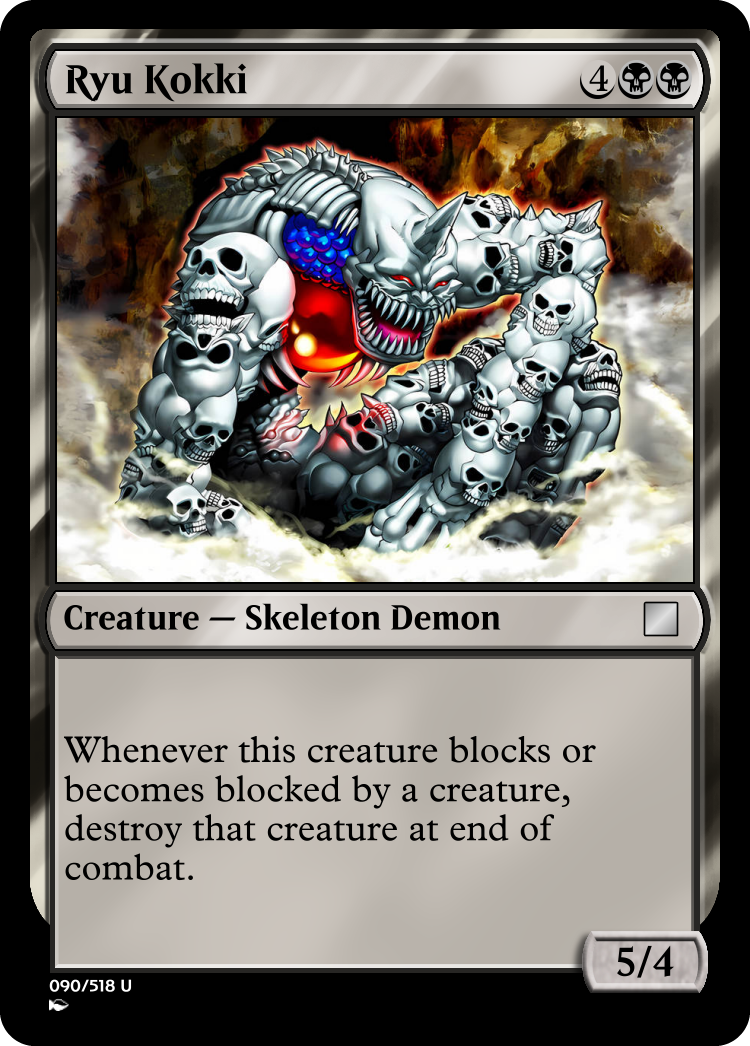 Ryu Kokki 4
Creature — Skeleton Demon
Whenever this creature blocks or
becomes blocked by a creature,
destroy that creature at end of
combat.
5/4
090/518 U